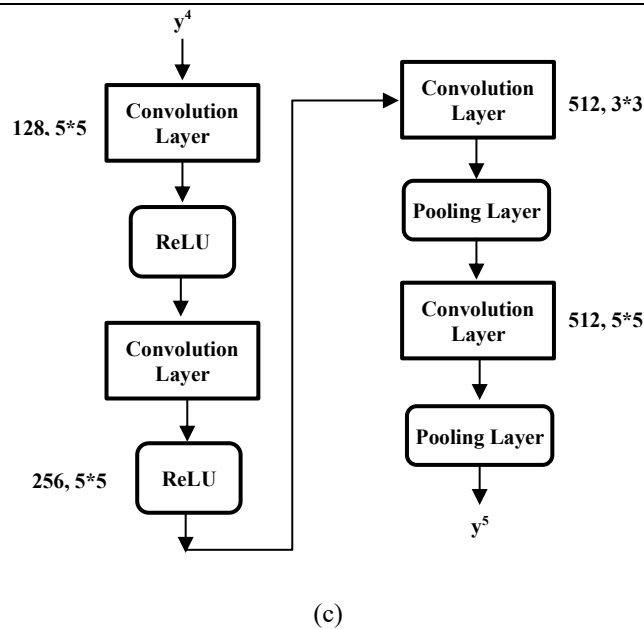 y⁴
Convolution
Layer
128, 5*5
ReLU
Convolution
Layer
ReLU
256, 5*5
Convolution
Layer
512, 3*3
Pooling Layer
Convolution
Layer
512, 5*5
Pooling Layer
y⁵
(c)